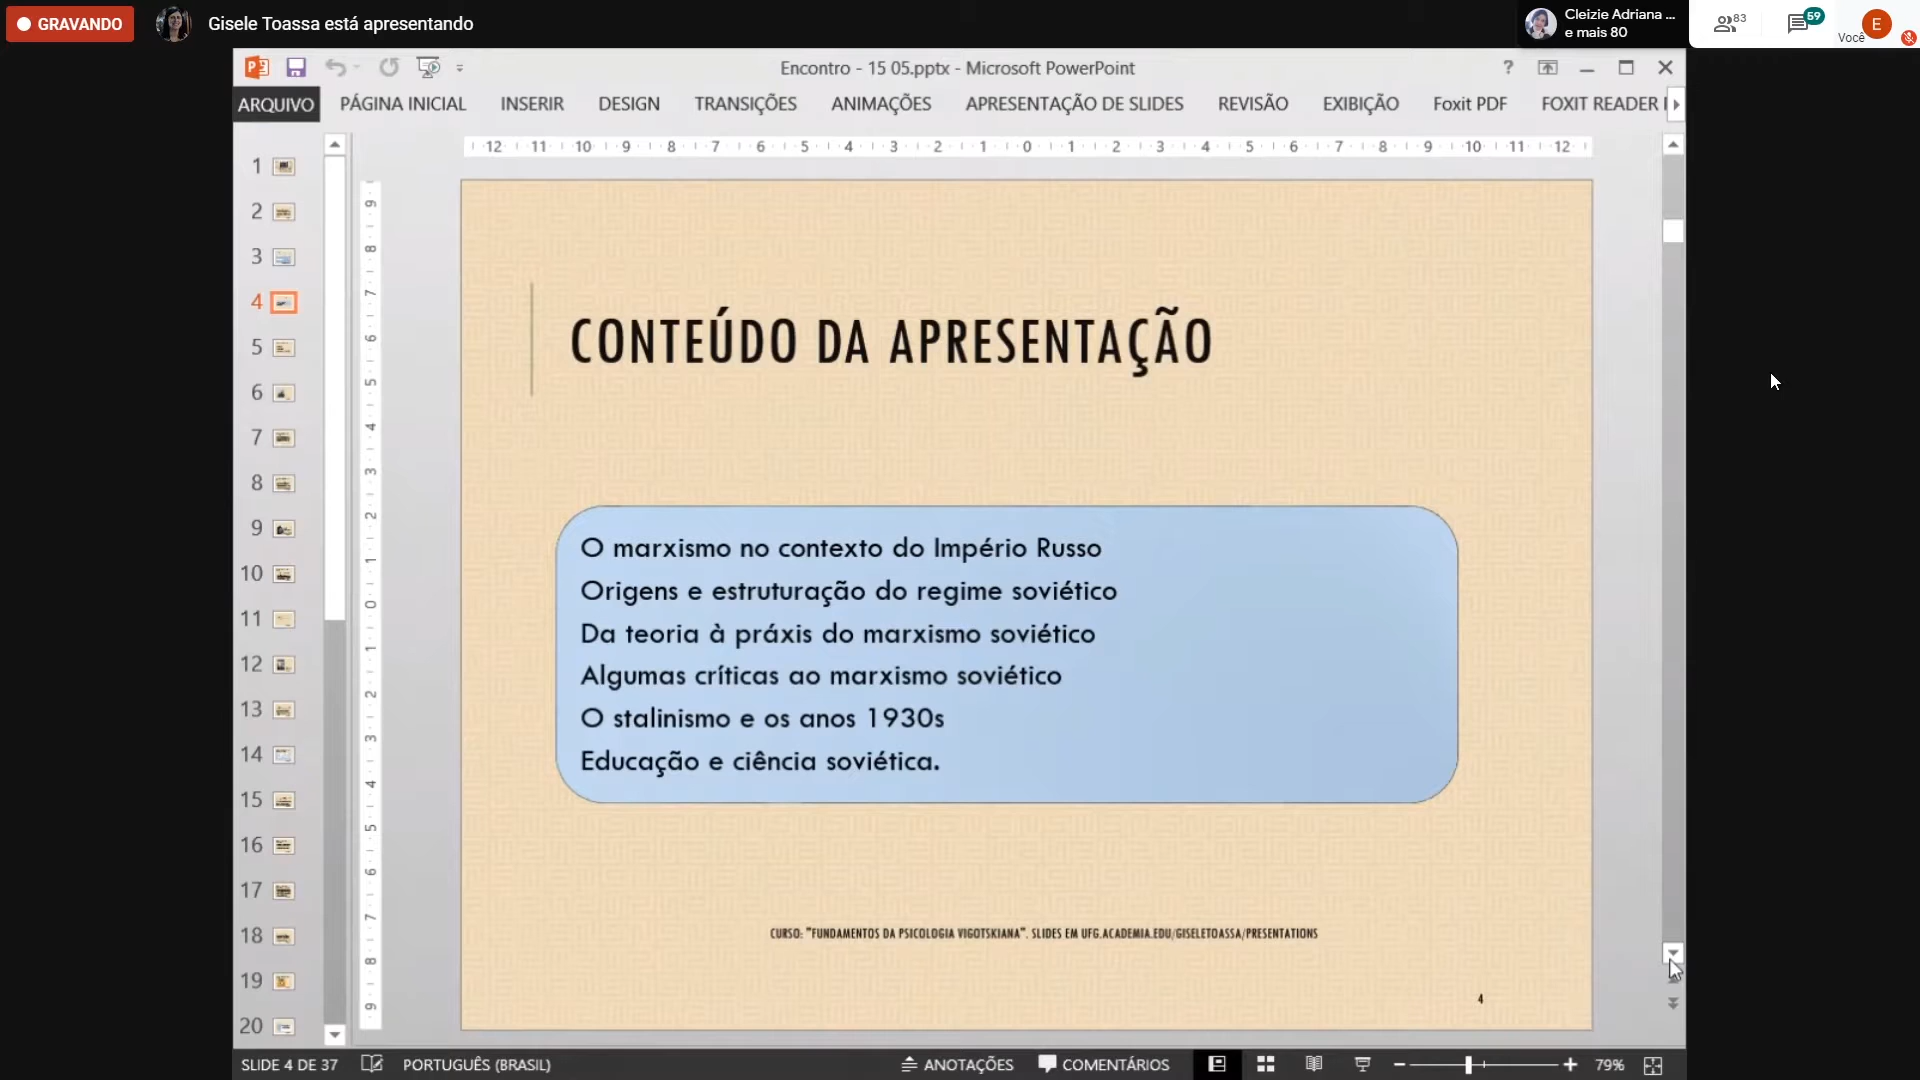 GRAVANDO
Gisele Toassa está apresentando
Cleizie Adriana ...
e mais 80
83
59
E
Você
Encontro - 15 05.pptx - Microsoft PowerPoint
?
ARQUIVO PÁGINA INICIAL INSERIR DESIGN TRANSIÇÕES ANIMAÇÕES APRESENTAÇÃO DE SLIDES REVISÃO EXIBIÇÃO Foxit PDF FOXIT READER
12 11 10 9 8 7 6 5 4 3 2 1 0 1 2 3 4 5 6 7 8 9 10 11 12
9 8 7 6 5 4 3 2 1 0 1 2 3 4 5 6 7 8 9
1
2
3
4
5
6
7
8
9
10
11
12
13
14
15
16
17
18
19
20
CONTEÚDO DA APRESENTAÇÃO
O marxismo no contexto do Império Russo
Origens e estruturação do regime soviético
Da teoria à práxis do marxismo soviético
Algumas críticas ao marxismo soviético
O stalinismo e os anos 1930s
Educação e ciência soviética.
CURSO: "FUNDAMENTOS DA PSICOLOGIA VIGOTSKIANA". SLIDES EM UFG.ACADEMIA.EDU/GISELETOASSA/PRESENTATIONS
4
SLIDE 4 DE 37 PORTUGUÊS (BRASIL) ANOTAÇÕES COMENTÁRIOS 79%